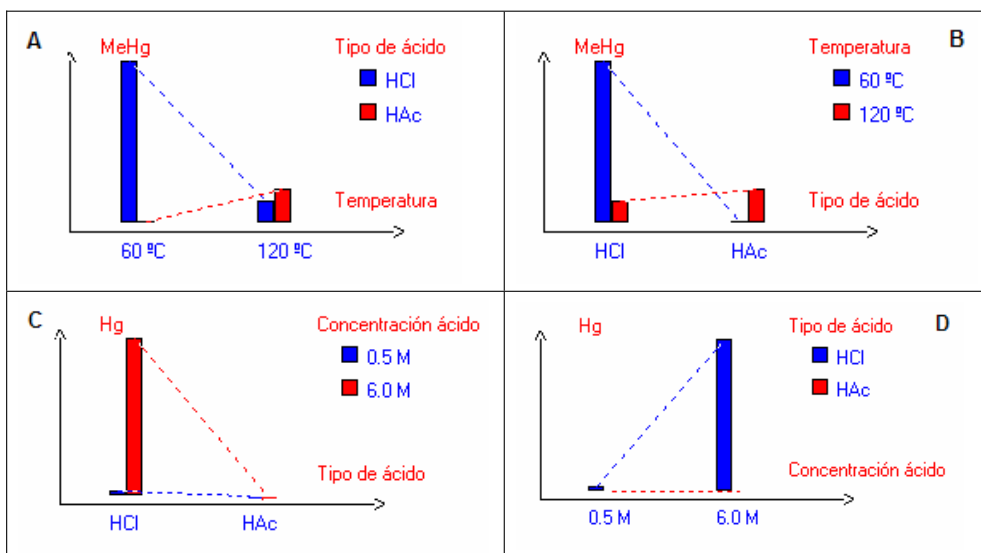 A
MeHg
Tipo de ácido
HCl
HAc
Temperatura
60 ºC
120 ºC
B
MeHg
Temperatura
60 ºC
120 ºC
Tipo de ácido
HCl
HAc
C
Hg
Concentración ácido
0.5 M
6.0 M
Tipo de ácido
HCl
HAc
D
Hg
Tipo de ácido
HCl
HAc
Concentración ácido
0.5 M
6.0 M